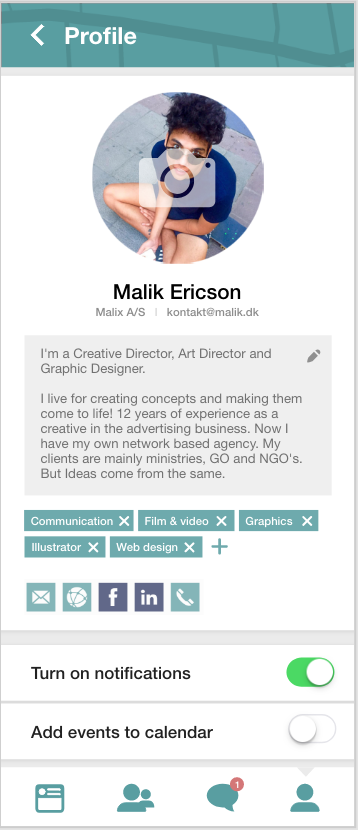 Profile
Malik Ericson
Malix A/S | kontakt@malik.dk
I'm a Creative Director, Art Director and
Graphic Designer.
I live for creating concepts and making them
come to life! 12 years of experience as a
creative in the advertising business. Now I
have my own network based agency. My
clients are mainly ministries, GO and NGO's.
But Ideas come from the same.
Communication Film & video Graphics
Illustrator Web design
f in
Turn on notifications
Add events to calendar
1